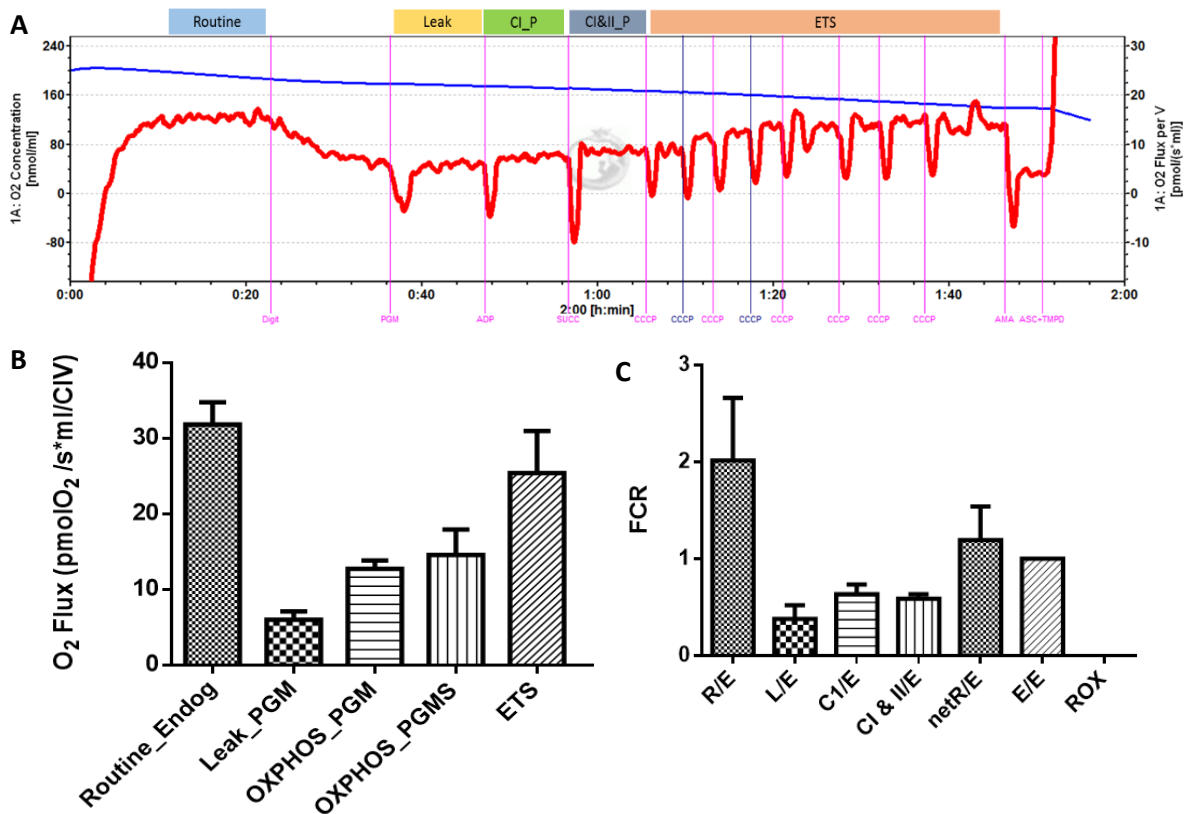 A
Routine Leak CI_P CI&II_P ETS
1A: O2 Concentration
[nmol/ml]
240
160
80
0
-80
30
20
10
0
-10
1A: O2 Flux per V
[pmol/(s*ml)]
0:00 0:20 0:40 1:00 1:20 1:40 2:00
2:00 [h:min]
Digit PGM ADP SUCC CCCP CCCP CCCP CCCP CCCP CCCP CCCP CCCP AMA ASC+TMPD
B
O2 Flux (pmolO2 /s*ml/CIV)
40
30
20
10
0
Routine_Endog
Leak_PGM
OXPHOS_PGM
OXPHOS_PGMS
ETS
C
FCR
3
2
1
0
R/E
L/E
C1/E
CI & II/E
netR/E
E/E
ROX